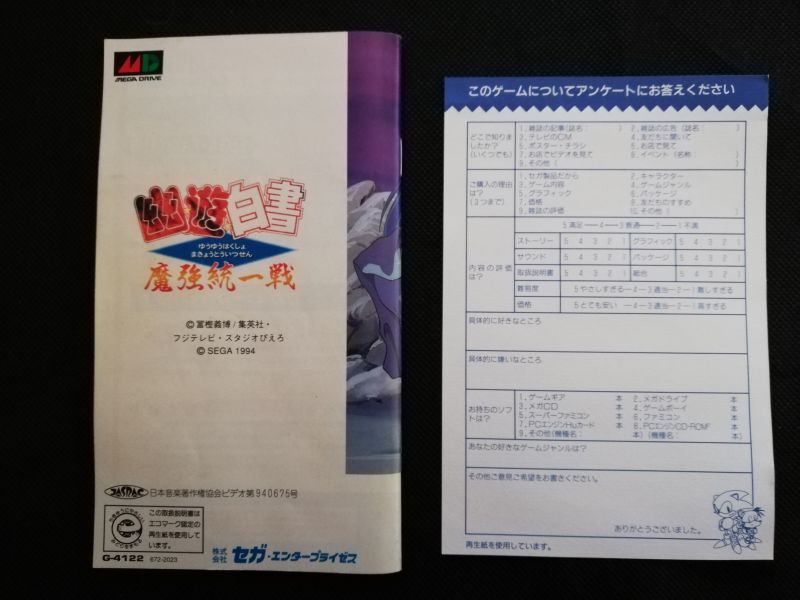 MEGA DRIVE
幽遊白書
ゆうゆうはくしょ
まきょうとういつせん
魔強統一戦
©冨樫義博/集英社・
フジテレビ・スタジオぴえろ
© SEGA 1994
JASRAC 日本音楽著作権協会ビデオ第940675号
この取扱説明書は
エコマーク認定の
再生紙を使用して
います。
G-4122 672-2023
株式会社 セガ・エンタープライゼス
このゲームについてアンケートにお答えください
どこで知りましたか?(いくつでも)
1. 雑誌の記事(誌名: ) 2. 雑誌の広告(誌名: )
3. テレビのCM 4. 友だちに聞いて
5. ポスター・チラシ 6. お店で見て
7. お店でビデオを見て 8. イベント(名称: )
9. その他( )
ご購入の理由は?(3つまで)
1. セガ製品だから 2. キャラクター
3. ゲーム内容 4. ゲームジャンル
5. グラフィック 6. パッケージ
7. 価格 8. 友だちのすすめ
9. 雑誌の評価 10. その他( )
内容の評価は?
5満足―4―3普通―2―1不満
ストーリー 5 4 3 2 1 グラフィック 5 4 3 2 1
サウンド 5 4 3 2 1 パッケージ 5 4 3 2 1
取扱説明書 5 4 3 2 1 総合 5 4 3 2 1
難易度 5やさしすぎる―4―3適当―2―1難しすぎる
価格 5とても安い―4―3適当―2―1高すぎる
具体的に好きなところ
具体的に嫌いなところ
お持ちのソフトは?
1. ゲームギア 本 2. メガドライブ 本
3. メガCD 本 4. ゲームボーイ 本
5. スーパーファミコン 本 6. ファミコン 本
7. PCエンジンHuカード 本 8. PCエンジンCD-ROM² 本
9. その他(機種名: 本)(機種名: 本)
あなたの好きなゲームジャンルは?
その他ご意見ご希望をお書きください。
ありがとうございました。
再生紙を使用しています。